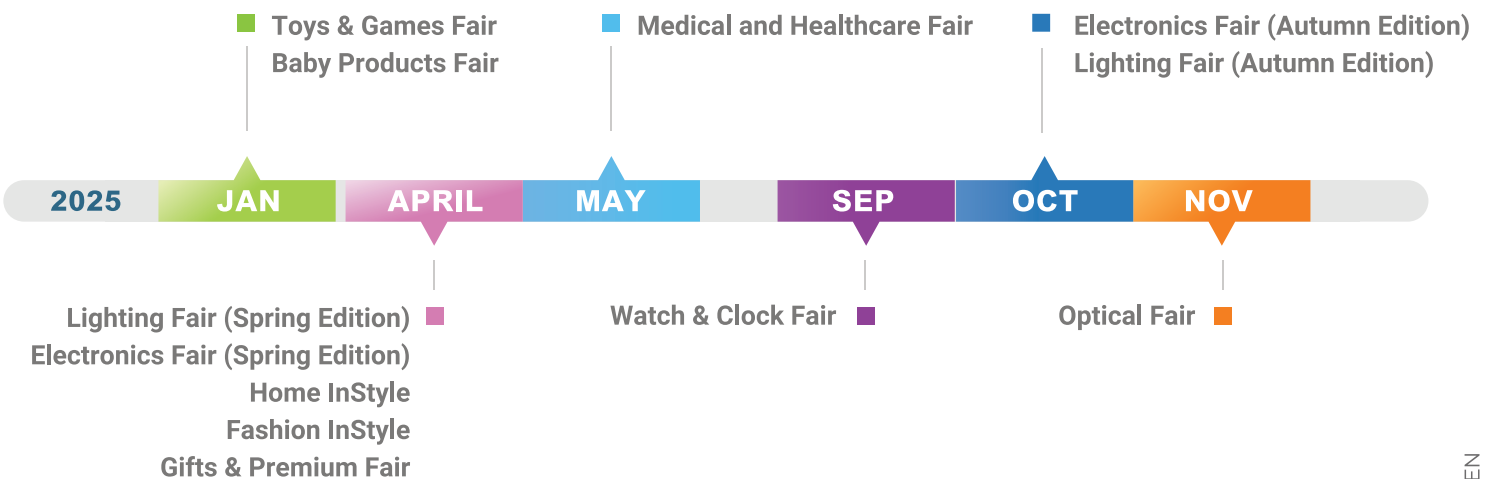 Toys & Games Fair
Baby Products Fair
Medical and Healthcare Fair
Electronics Fair (Autumn Edition)
Lighting Fair (Autumn Edition)
2025
JAN
APRIL
MAY
SEP
OCT
NOV
Lighting Fair (Spring Edition)
Electronics Fair (Spring Edition)
Home InStyle
Fashion InStyle
Gifts & Premium Fair
Watch & Clock Fair
Optical Fair
EN